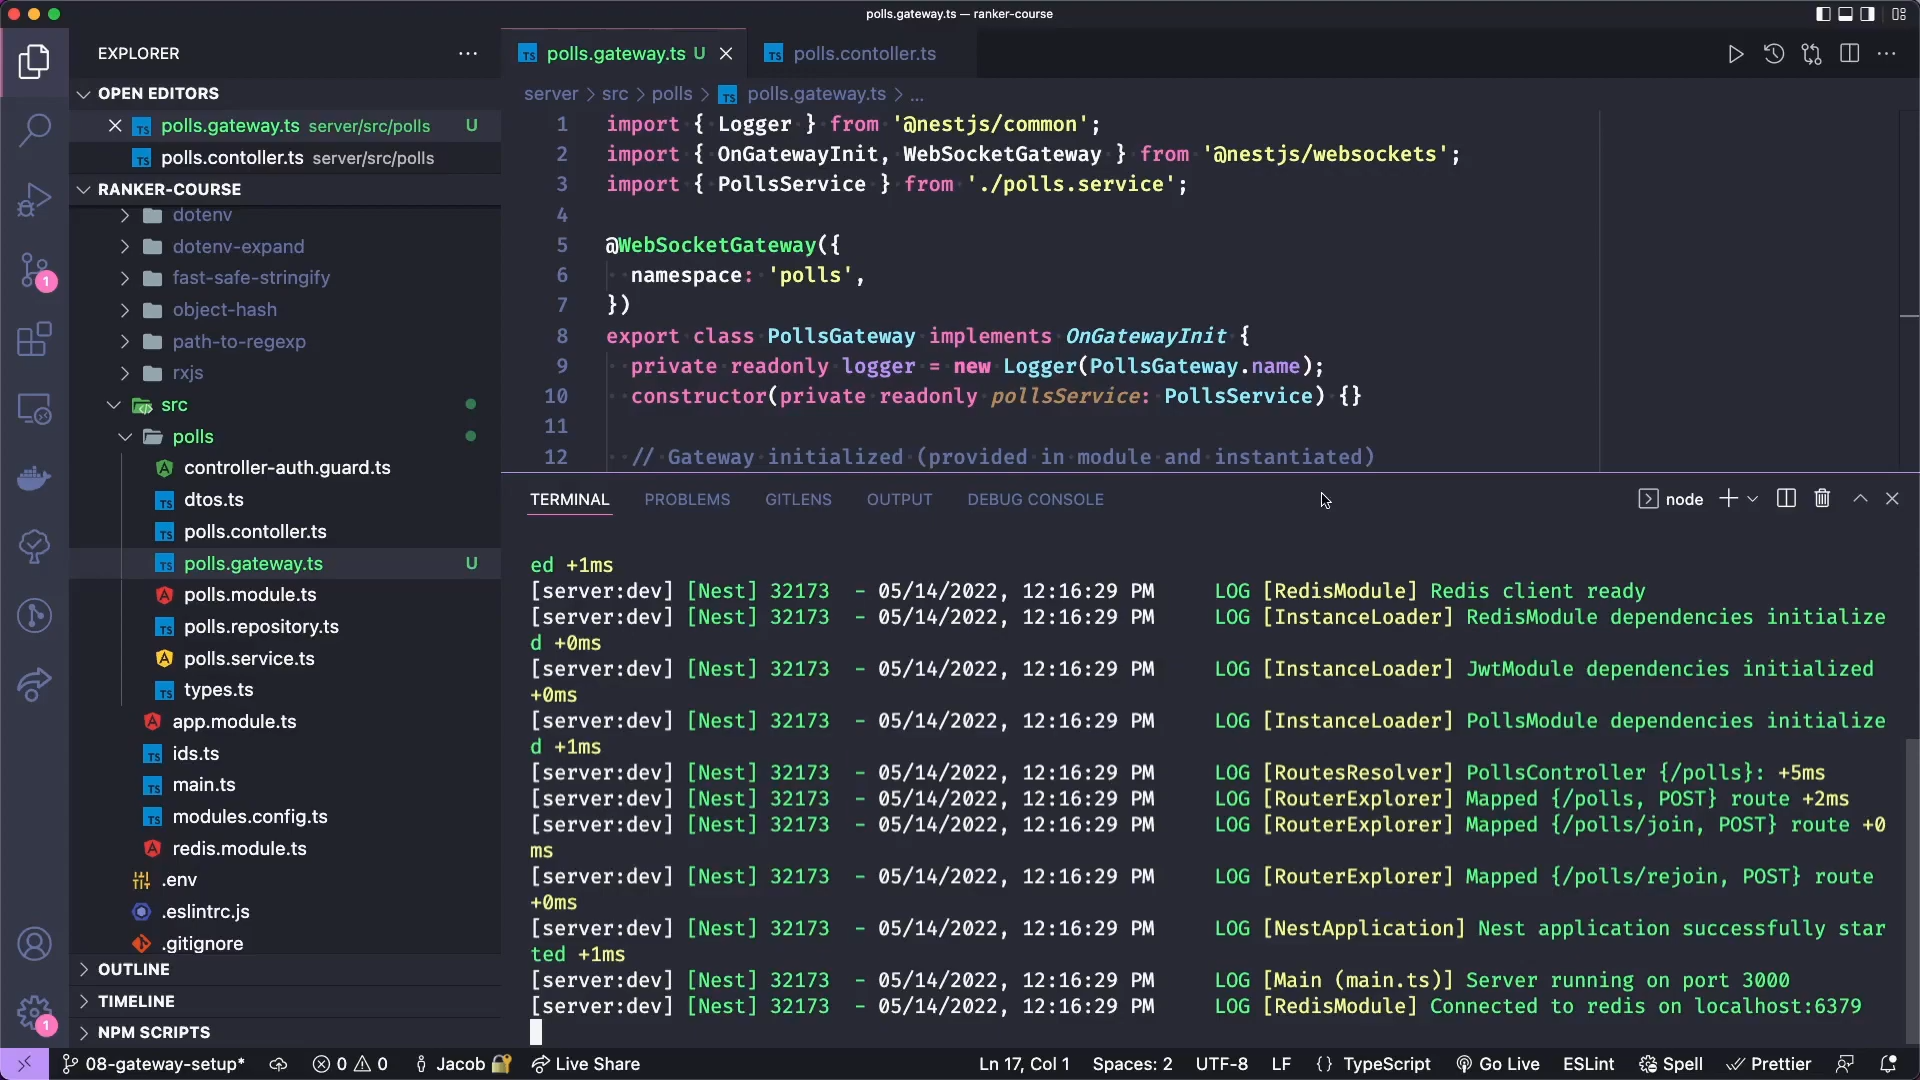 polls.gateway.ts — ranker-course
EXPLORER
OPEN EDITORS
polls.gateway.ts server/src/polls U
polls.contoller.ts server/src/polls
RANKER-COURSE
dotenv
dotenv-expand
fast-safe-stringify
object-hash
path-to-regexp
rxjs
src
polls
controller-auth.guard.ts
dtos.ts
polls.contoller.ts
polls.gateway.ts U
polls.module.ts
polls.repository.ts
polls.service.ts
types.ts
app.module.ts
ids.ts
main.ts
modules.config.ts
redis.module.ts
.env
.eslintrc.js
.gitignore
OUTLINE
TIMELINE
NPM SCRIPTS
1
1
polls.gateway.ts U
polls.contoller.ts
server > src > polls > TS polls.gateway.ts > ...
1 import { Logger } from '@nestjs/common';
2 import { OnGatewayInit, WebSocketGateway } from '@nestjs/websockets';
3 import { PollsService } from './polls.service';
4
5 @WebSocketGateway({
6 namespace: 'polls',
7 })
8 export class PollsGateway implements OnGatewayInit {
9 private readonly logger = new Logger(PollsGateway.name);
10 constructor(private readonly pollsService: PollsService) {}
11
12 // Gateway initialized (provided in module and instantiated)
TERMINAL PROBLEMS GITLENS OUTPUT DEBUG CONSOLE
node
ed +1ms
[server:dev] [Nest] 32173 - 05/14/2022, 12:16:29 PM LOG [RedisModule] Redis client ready
[server:dev] [Nest] 32173 - 05/14/2022, 12:16:29 PM LOG [InstanceLoader] RedisModule dependencies initialize
d +0ms
[server:dev] [Nest] 32173 - 05/14/2022, 12:16:29 PM LOG [InstanceLoader] JwtModule dependencies initialized
+0ms
[server:dev] [Nest] 32173 - 05/14/2022, 12:16:29 PM LOG [InstanceLoader] PollsModule dependencies initialize
d +1ms
[server:dev] [Nest] 32173 - 05/14/2022, 12:16:29 PM LOG [RoutesResolver] PollsController {/polls}: +5ms
[server:dev] [Nest] 32173 - 05/14/2022, 12:16:29 PM LOG [RouterExplorer] Mapped {/polls, POST} route +2ms
[server:dev] [Nest] 32173 - 05/14/2022, 12:16:29 PM LOG [RouterExplorer] Mapped {/polls/join, POST} route +0
ms
[server:dev] [Nest] 32173 - 05/14/2022, 12:16:29 PM LOG [RouterExplorer] Mapped {/polls/rejoin, POST} route
+0ms
[server:dev] [Nest] 32173 - 05/14/2022, 12:16:29 PM LOG [NestApplication] Nest application successfully star
ted +1ms
[server:dev] [Nest] 32173 - 05/14/2022, 12:16:29 PM LOG [Main (main.ts)] Server running on port 3000
[server:dev] [Nest] 32173 - 05/14/2022, 12:16:29 PM LOG [RedisModule] Connected to redis on localhost:6379
08-gateway-setup* 0 0 Jacob Live Share Ln 17, Col 1 Spaces: 2 UTF-8 LF {} TypeScript Go Live ESLint Spell Prettier